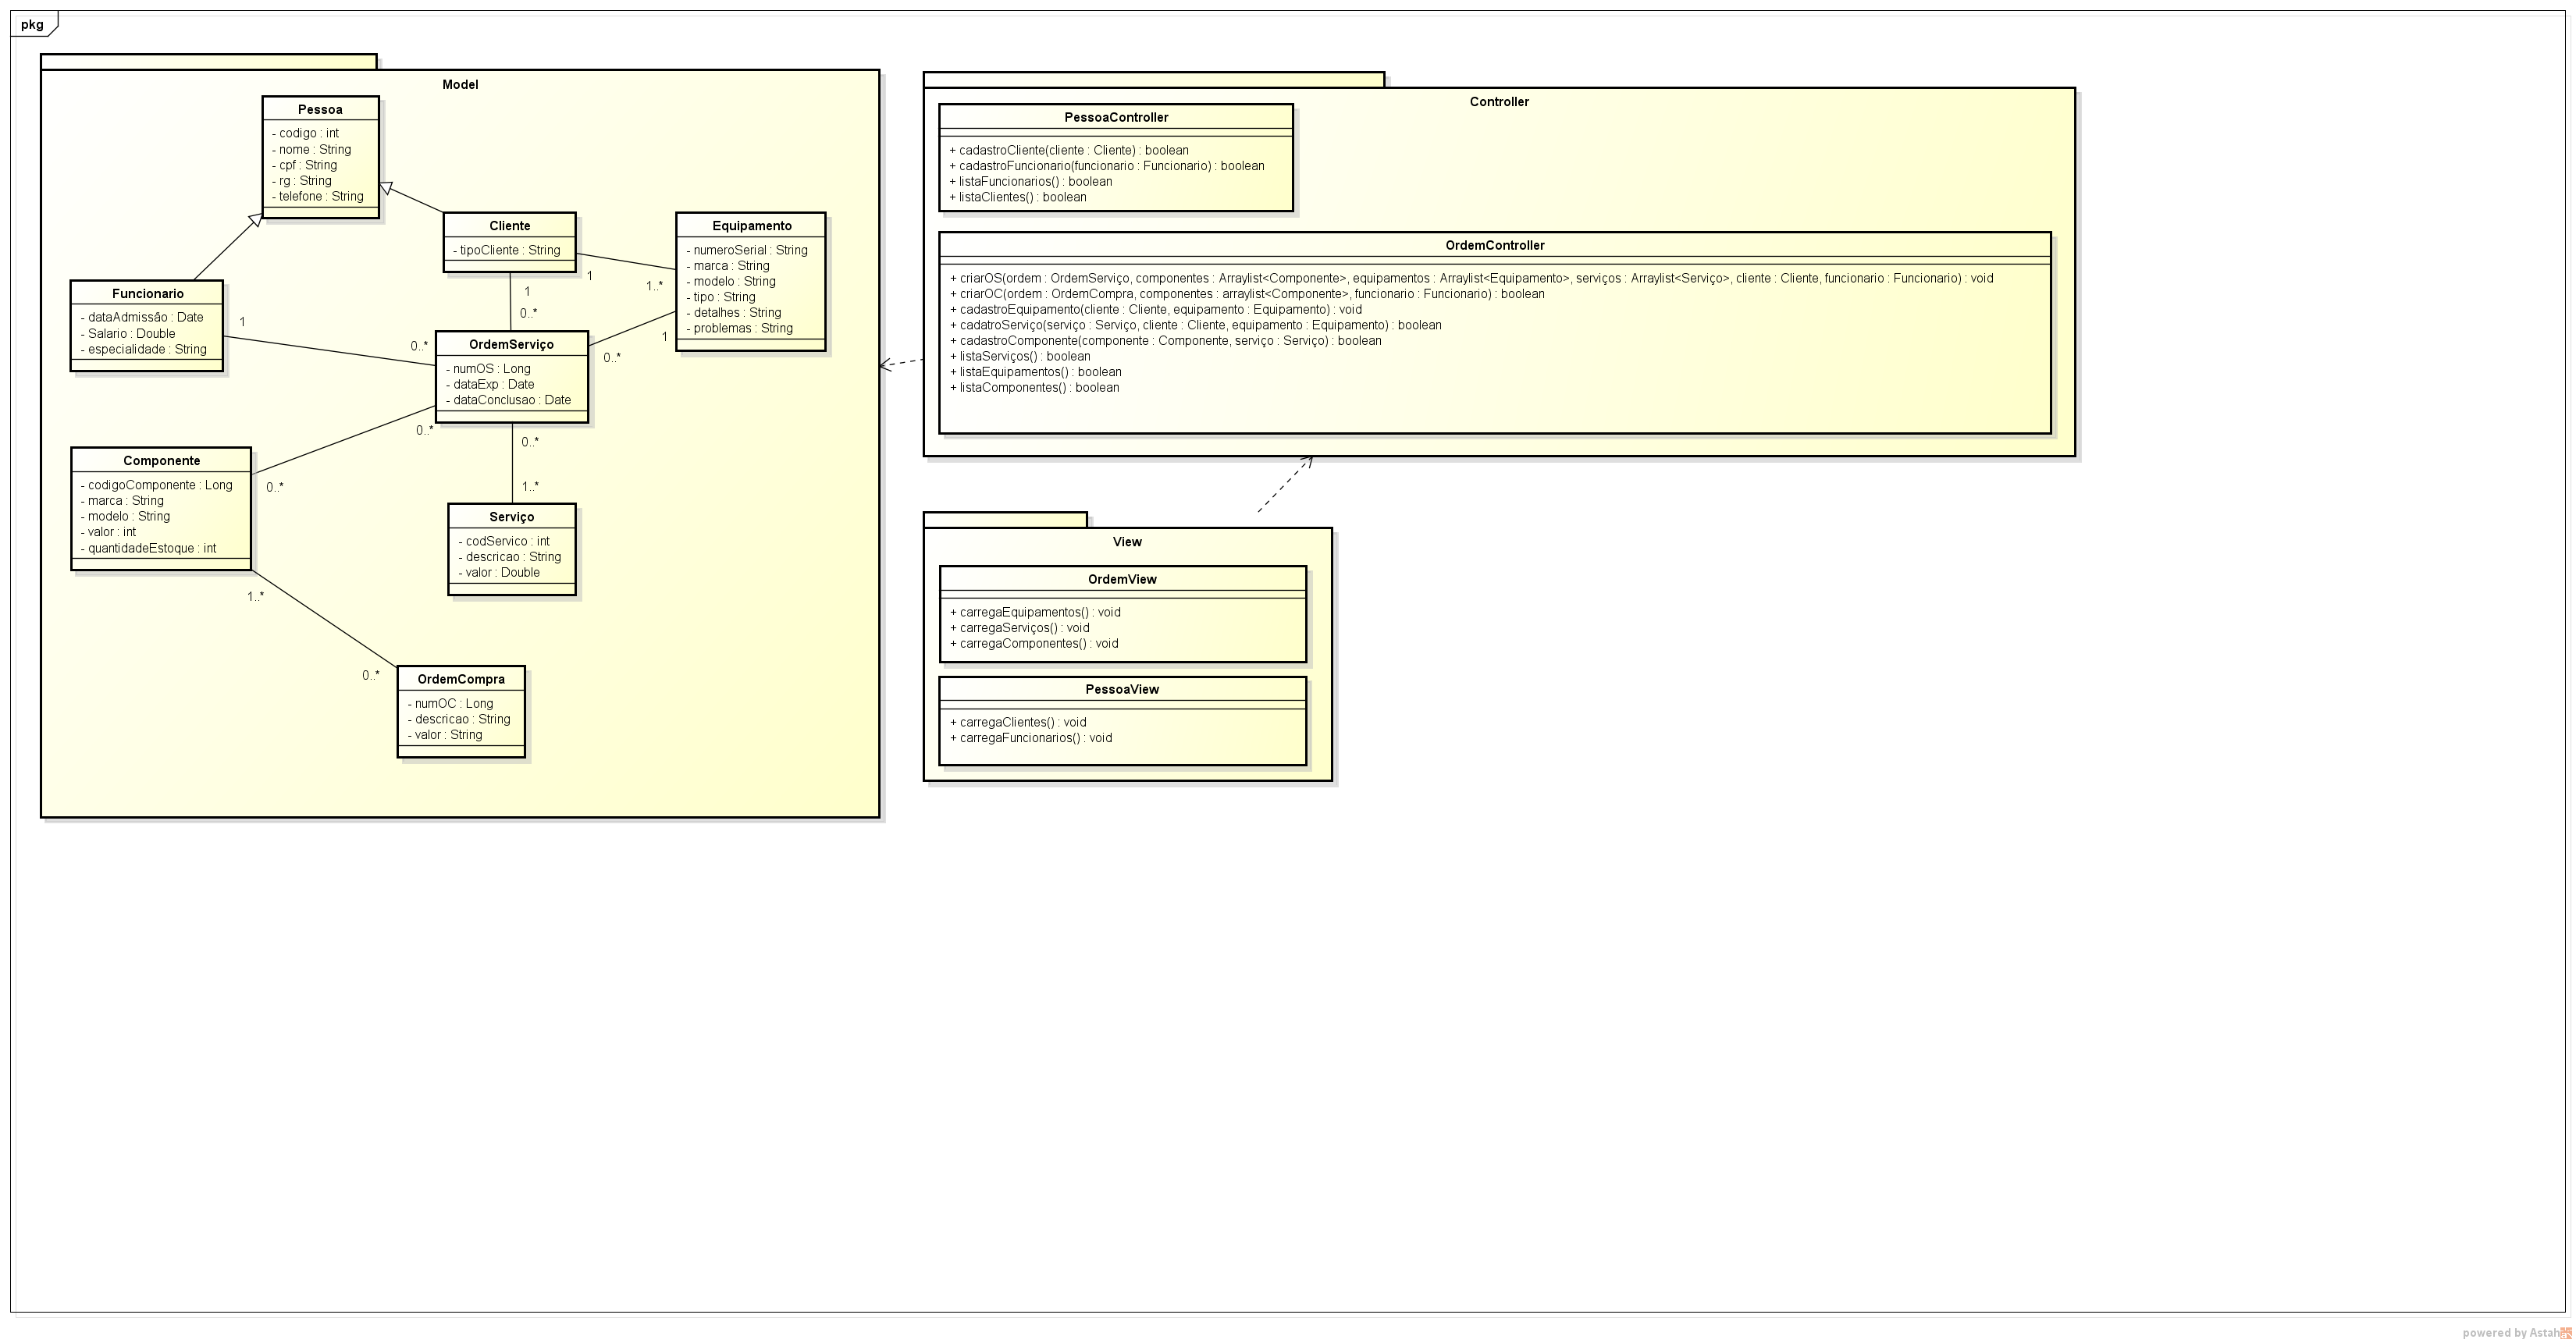 pkg
Model
Pessoa
- codigo : int
- nome : String
- cpf : String
- rg : String
- telefone : String
Cliente
- tipoCliente : String
Equipamento
- numeroSerial : String
- marca : String
- modelo : String
- tipo : String
- detalhes : String
- problemas : String
1
1..*
1
0..*
Funcionario
- dataAdmissão : Date
- Salario : Double
- especialidade : String
1
0..*
1
0..*
OrdemServiço
- numOS : Long
- dataExp : Date
- dataConclusao : Date
0..*
0..*
0..*
1..*
Componente
- codigoComponente : Long
- marca : String
- modelo : String
- valor : int
- quantidadeEstoque : int
Serviço
- codServico : int
- descricao : String
- valor : Double
1..*
0..*
OrdemCompra
- numOC : Long
- descricao : String
- valor : String
Controller
PessoaController
+ cadastroCliente(cliente : Cliente) : boolean
+ cadastroFuncionario(funcionario : Funcionario) : boolean
+ listaFuncionarios() : boolean
+ listaClientes() : boolean
OrdemController
+ criarOS(ordem : OrdemServiço, componentes : Arraylist<Componente>, equipamentos : Arraylist<Equipamento>, serviços : Arraylist<Serviço>, cliente : Cliente, funcionario : Funcionario) : void
+ criarOC(ordem : OrdemCompra, componentes : arraylist<Componente>, funcionario : Funcionario) : boolean
+ cadastroEquipamento(cliente : Cliente, equipamento : Equipamento) : void
+ cadatroServiço(serviço : Serviço, cliente : Cliente, equipamento : Equipamento) : boolean
+ cadastroComponente(componente : Componente, serviço : Serviço) : boolean
+ listaServiços() : boolean
+ listaEquipamentos() : boolean
+ listaComponentes() : boolean
View
OrdemView
+ carregaEquipamentos() : void
+ carregaServiços() : void
+ carregaComponentes() : void
PessoaView
+ carregaClientes() : void
+ carregaFuncionarios() : void
powered by Astah